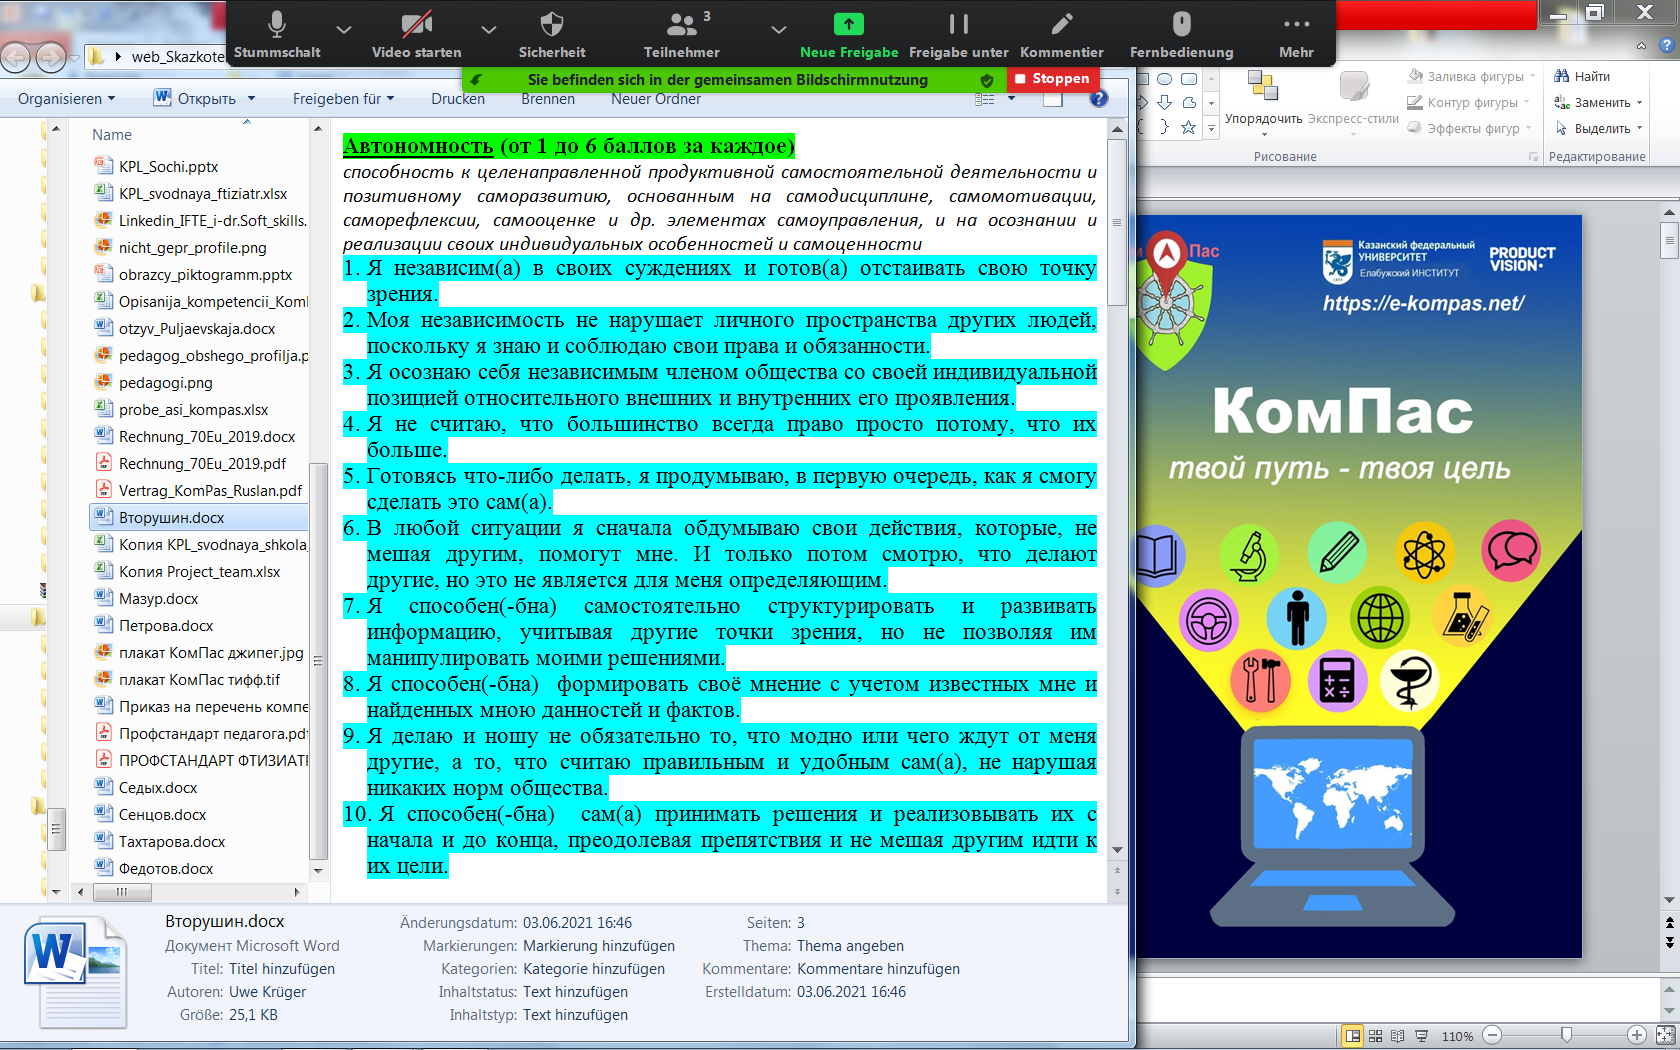 Stummschalt
Video starten
Sicherheit
3
Teilnehmer
Neue Freigabe
Freigabe unter
Kommentier
Fernbedienung
Mehr
Sie befinden sich in der gemeinsamen Bildschirmnutzung
Stoppen
web_Skazkote
Organisieren
Открыть
Freigeben für
Drucken
Brennen
Neuer Ordner
Name
KPL_Sochi.pptx
KPL_svodnaya_ftiziatr.xlsx
Linkedin_IFTE_i-dr.Soft_skills.
nicht_gepr_profile.png
obrazcy_piktogramm.pptx
Opisanija_kompetencii_Koml
otzyv_Puljaevskaja.docx
pedagog_obshego_profilja.p
pedagogi.png
probe_asi_kompas.xlsx
Rechnung_70Eu_2019.docx
Rechnung_70Eu_2019.pdf
Vertrag_KomPas_Ruslan.pdf
Вторушин.docx
Копия KPL_svodnaya_shkola
Копия Project_team.xlsx
Мазур.docx
Петрова.docx
плакат КомПас джипег.jpg
плакат КомПас тифф.tif
Приказ на перечень компе
Профстандарт педагога.pdf
ПРОФСТАНДАРТ ФТИЗИАТР
Седых.docx
Сенцов.docx
Тахтарова.docx
Федотов.docx
Автономность (от 1 до 6 баллов за каждое)
способность к целенаправленной продуктивной самостоятельной деятельности и
позитивному саморазвитию, основанным на самодисциплине, самомотивации,
саморефлексии, самооценке и др. элементах самоуправления, и на осознании и
реализации своих индивидуальных особенностей и самоценности
1. Я независим(а) в своих суждениях и готов(а) отстаивать свою точку
зрения.
2. Моя независимость не нарушает личного пространства других людей,
поскольку я знаю и соблюдаю свои права и обязанности.
3. Я осознаю себя независимым членом общества со своей индивидуальной
позицией относительного внешних и внутренних его проявления.
4. Я не считаю, что большинство всегда право просто потому, что их
больше.
5. Готовясь что-либо делать, я продумываю, в первую очередь, как я смогу
сделать это сам(а).
6. В любой ситуации я сначала обдумываю свои действия, которые, не
мешая другим, помогут мне. И только потом смотрю, что делают
другие, но это не является для меня определяющим.
7. Я способен(-бна) самостоятельно структурировать и развивать
информацию, учитывая другие точки зрения, но не позволяя им
манипулировать моими решениями.
8. Я способен(-бна) формировать своё мнение с учетом известных мне и
найденных мною данностей и фактов.
9. Я делаю и ношу не обязательно то, что модно или чего ждут от меня
другие, а то, что считаю правильным и удобным сам(а), не нарушая
никаких норм общества.
10. Я способен(-бна) сам(а) принимать решения и реализовывать их с
начала и до конца, преодолевая препятствия и не мешая другим идти к
их цели.
Вторушин.docx
Документ Microsoft Word
Titel: Titel hinzufügen
Autoren: Uwe Krüger
Größe: 25,1 KB
Änderungsdatum: 03.06.2021 16:46
Markierungen: Markierung hinzufügen
Kategorien: Kategorie hinzufügen
Inhaltstatus: Text hinzufügen
Inhaltstyp: Text hinzufügen
Seiten: 3
Thema: Thema angeben
Kommentare: Kommentare hinzufügen
Erstelldatum: 03.06.2021 16:46
Упорядочить
Экспресс-стили
Заливка фигуры
Контур фигуры
Эффекты фигур
Рисование
Найти
Заменить
Выделить
Редактирование
м Пас
Казанский федеральный
УНИВЕРСИТЕТ
Елабужский ИНСТИТУТ
PRODUCT
VISION
https://e-kompas.net/
КомПас
твой путь - твоя цель
110%